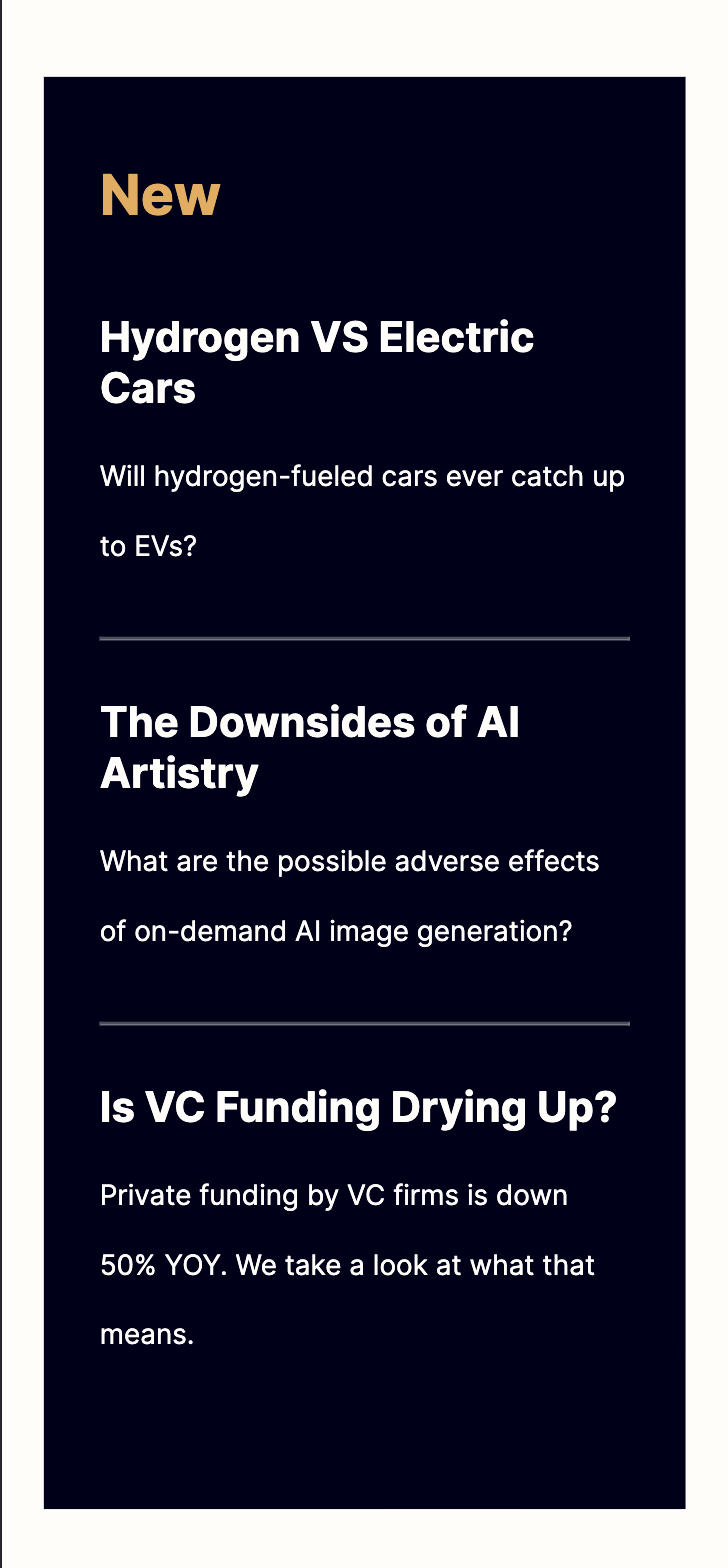 New
Hydrogen VS Electric
Cars
Will hydrogen-fueled cars ever catch up
to EVs?
The Downsides of AI
Artistry
What are the possible adverse effects
of on-demand AI image generation?
Is VC Funding Drying Up?
Private funding by VC firms is down
50% YOY. We take a look at what that
means.